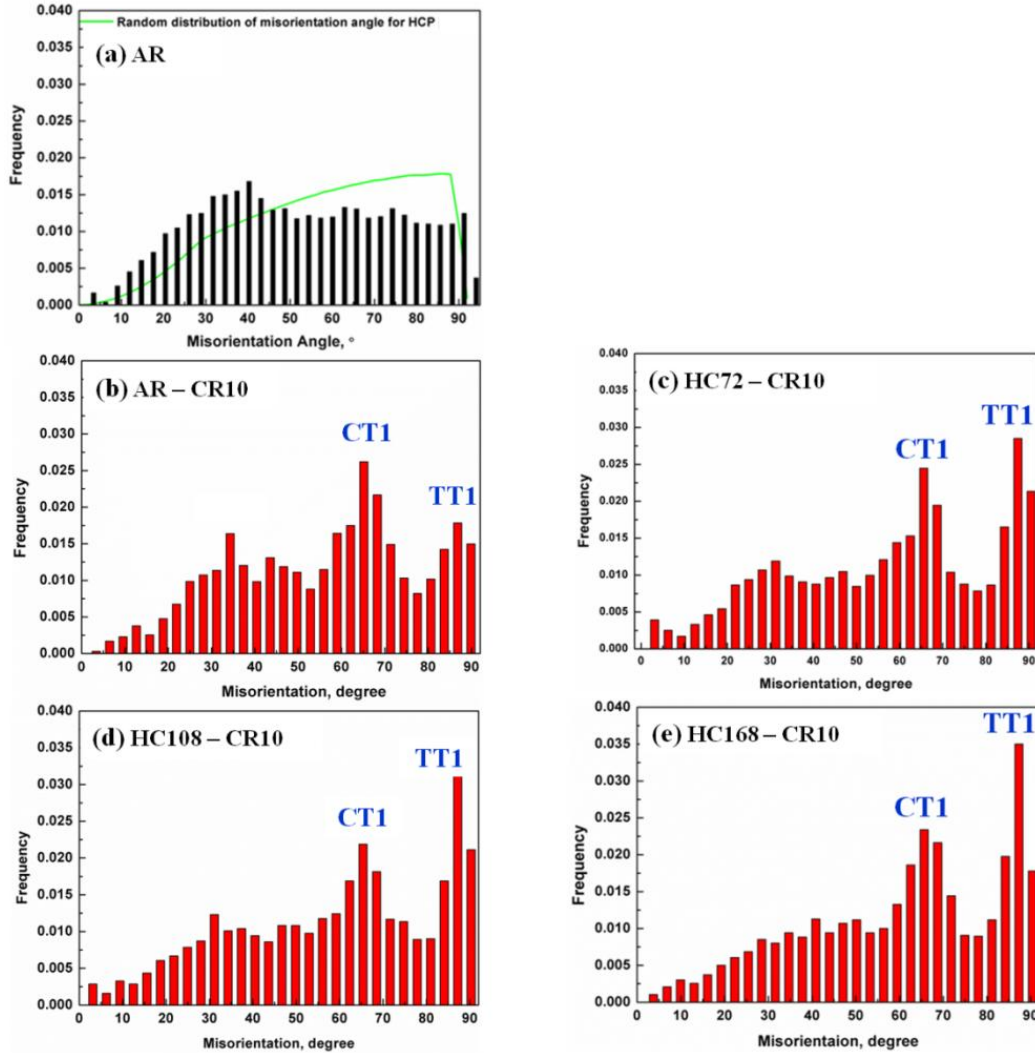 Random distribution of misorientation angle for HCP
(a) AR
0.040
0.035
0.030
0.025
0.020
0.015
0.010
0.005
0.000
Frequency
0 10 20 30 40 50 60 70 80 90
Misorientation Angle, °
(b) AR – CR10
CT1
TT1
0.040
0.035
0.030
0.025
0.020
0.015
0.010
0.005
0.000
Frequency
0 10 20 30 40 50 60 70 80 90
Misorientation, degree
(c) HC72 – CR10
CT1
TT1
0.040
0.035
0.030
0.025
0.020
0.015
0.010
0.005
0.000
Frequency
0 10 20 30 40 50 60 70 80 90
Misorientation, degree
(d) HC108 – CR10
CT1
TT1
0.040
0.035
0.030
0.025
0.020
0.015
0.010
0.005
0.000
Frequency
0 10 20 30 40 50 60 70 80 90
Misorientation, degree
(e) HC168 – CR10
CT1
TT1
0.040
0.035
0.030
0.025
0.020
0.015
0.010
0.005
0.000
Frequency
0 10 20 30 40 50 60 70 80 90
Misorientaion, degree